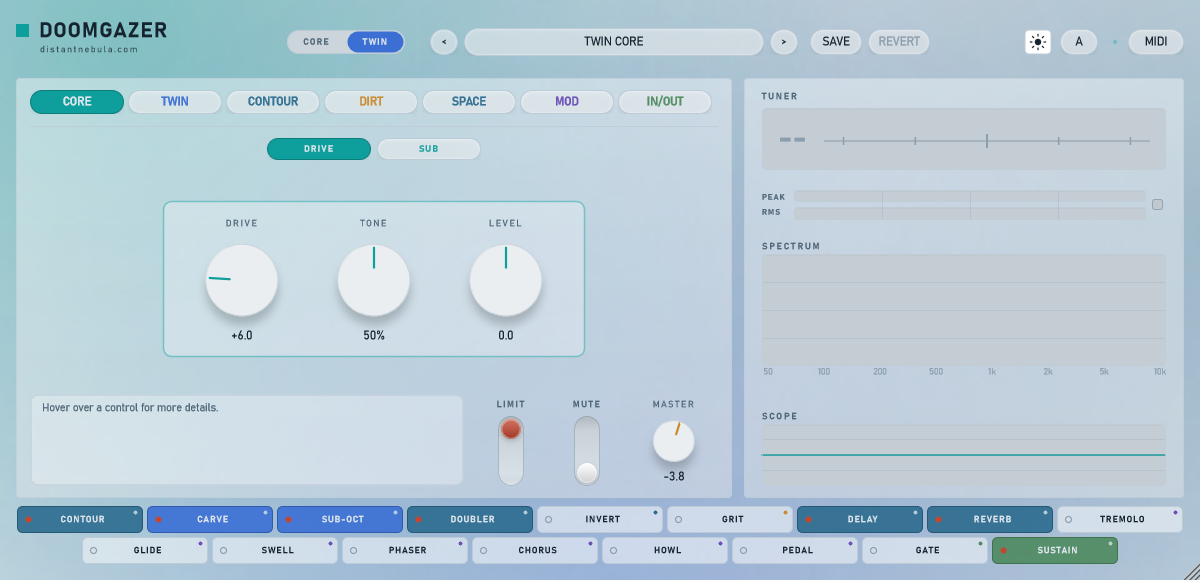 DOOMGAZER
distantnebula.com
CORE TWIN
< TWIN CORE >
SAVE REVERT
A MIDI
CORE TWIN CONTOUR DIRT SPACE MOD IN/OUT
DRIVE SUB
DRIVE TONE LEVEL
+6.0 50% 0.0
Hover over a control for more details.
LIMIT MUTE MASTER
-3.8
TUNER
--
PEAK
RMS
SPECTRUM
50 100 200 500 1k 2k 5k 10k
SCOPE
CONTOUR CARVE SUB-OCT DOUBLER INVERT GRIT DELAY REVERB TREMOLO
GLIDE SWELL PHASER CHORUS HOWL PEDAL GATE SUSTAIN